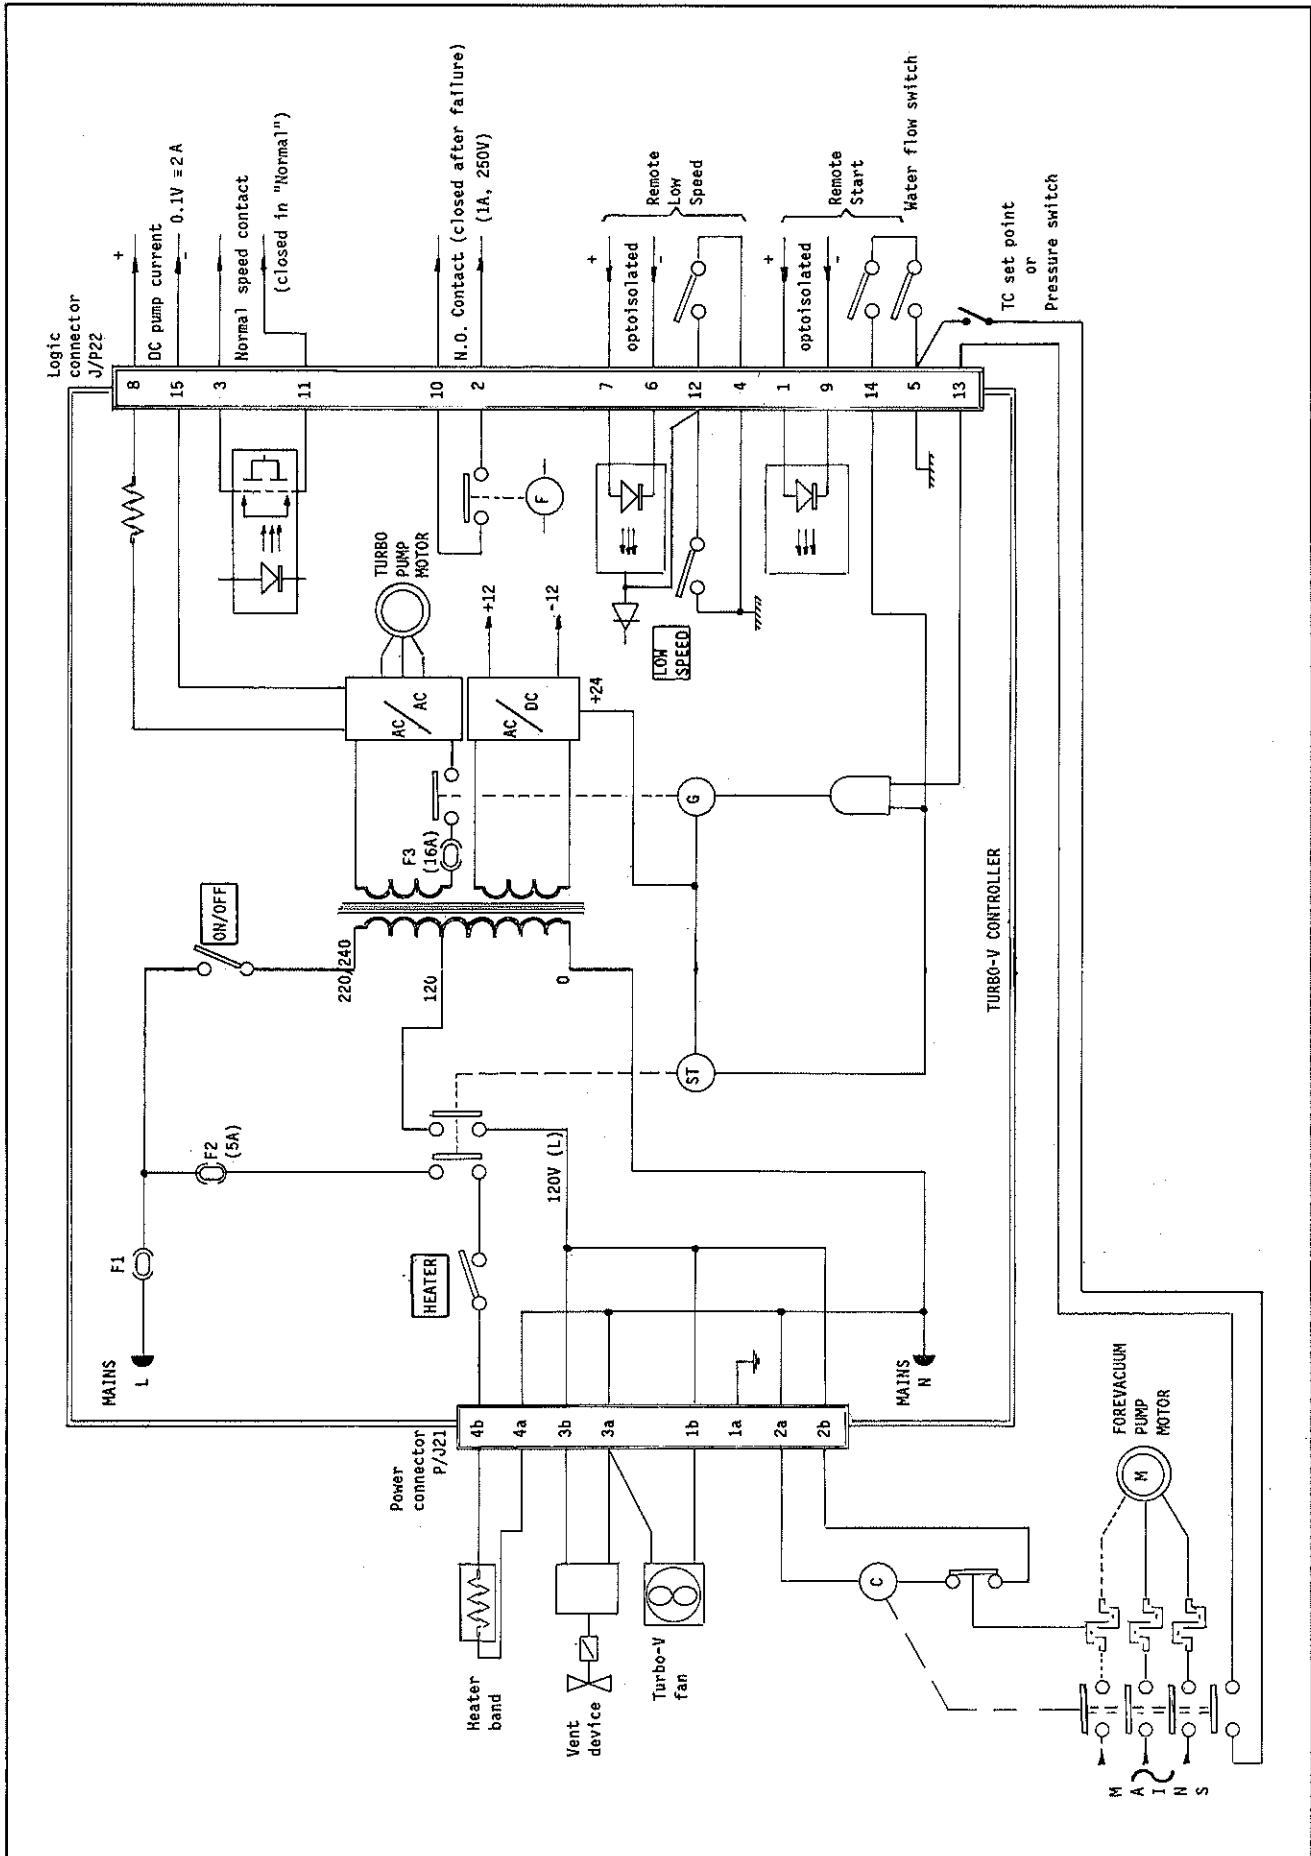 Logic
connector
J/P22
8
15
3
11
10
2
7
6
12
4
1
9
14
5
13
+
DC pump current
-
0.1V ≅ 2 A
Normal speed contact
(closed in "Normal")
N.O. Contact (closed after failure)
(1A, 250V)
+
optoisolated
-
Remote
Low
Speed
+
optoisolated
-
Remote
Start
Water flow switch
TC set point
or
Pressure switch
TURBO
PUMP
MOTOR
F
AC/AC
AC/DC
+12
-12
+24
LOW
SPEED
F3
(16A)
G
ON/OFF
220/240
120
0
ST
TURBO-V CONTROLLER
F2
(5A)
120V (L)
F1
HEATER
MAINS
L
MAINS
N
Power
connector
P/J21
4b
4a
3b
3a
1b
1a
2a
2b
Heater
band
Vent
device
Turbo-V
fan
C
FOREVACUUM
PUMP
MOTOR
M
M
A
I
N
S